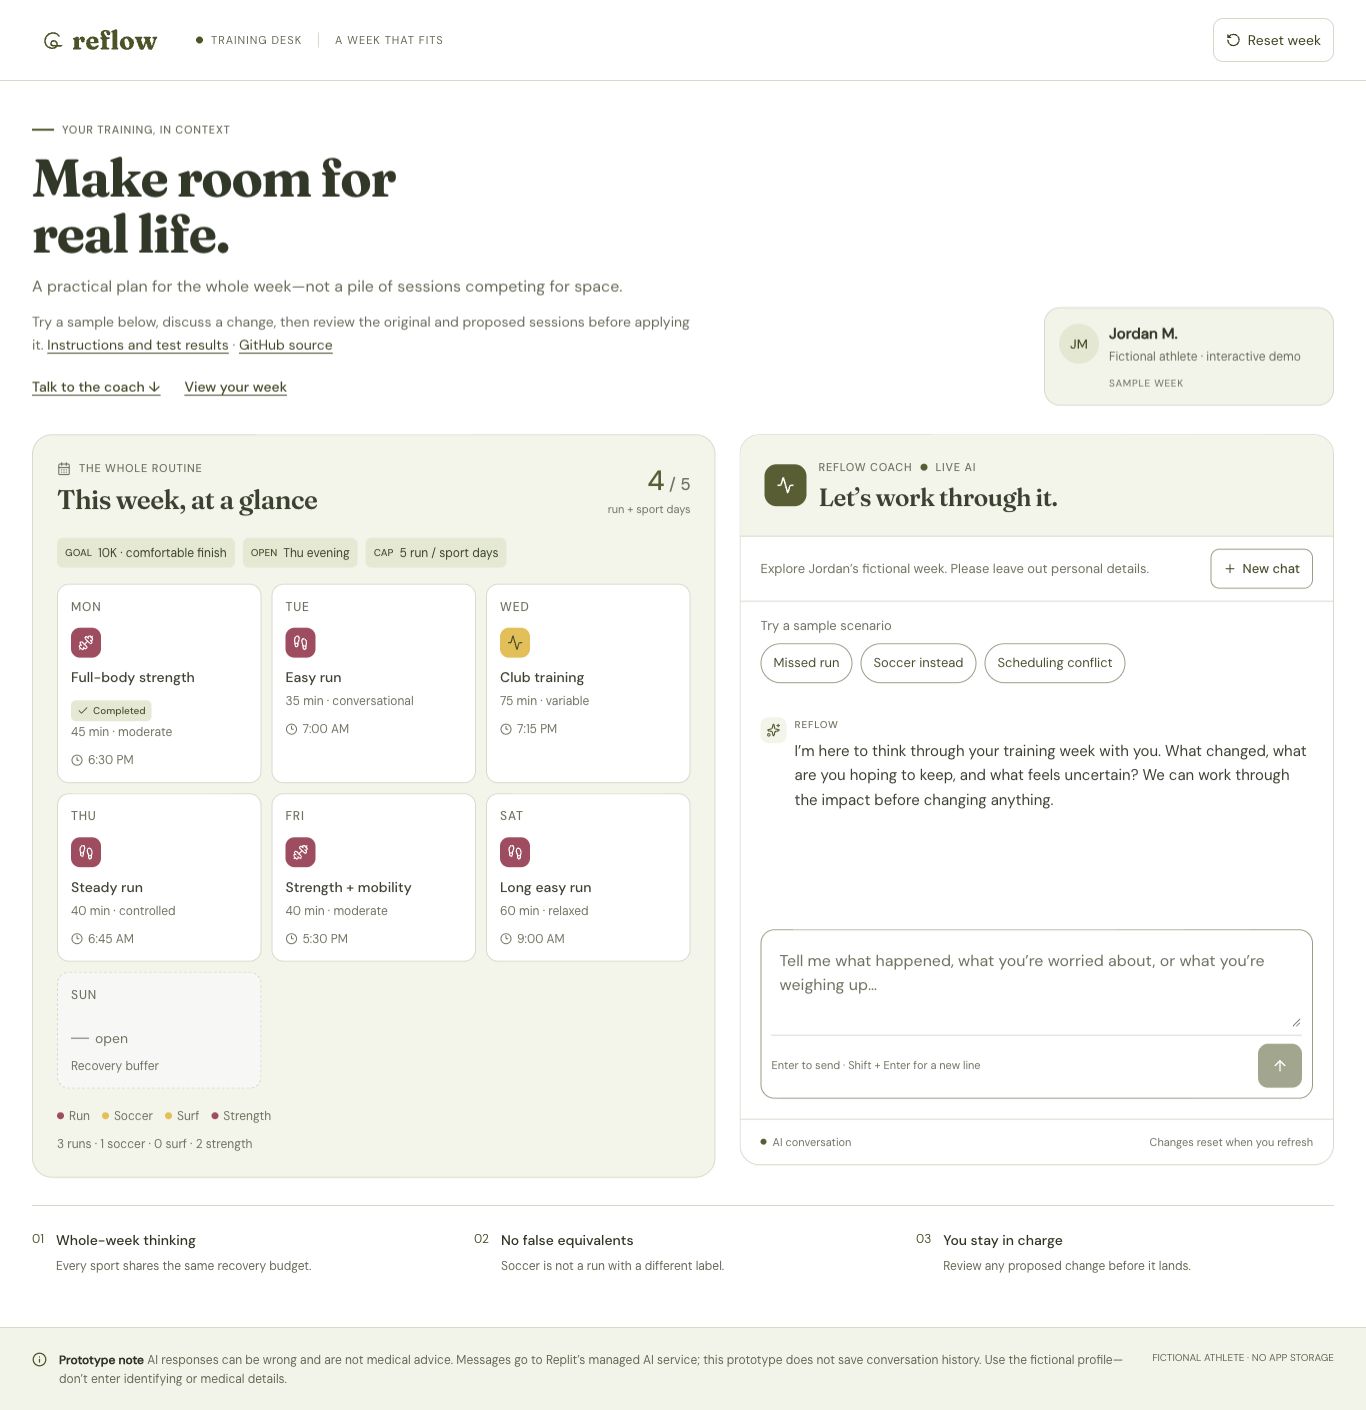 reflow
TRAINING DESK
A WEEK THAT FITS
Reset week
YOUR TRAINING, IN CONTEXT
Make room for
real life.
A practical plan for the whole week—not a pile of sessions competing for space.
Try a sample below, discuss a change, then review the original and proposed sessions before applying
it. Instructions and test results · GitHub source
Talk to the coach ↓
View your week
JM
Jordan M.
Fictional athlete · interactive demo
SAMPLE WEEK
THE WHOLE ROUTINE
This week, at a glance
4 / 5
run + sport days
GOAL 10K · comfortable finish
OPEN Thu evening
CAP 5 run / sport days
MON
Full-body strength
Completed
45 min · moderate
6:30 PM
TUE
Easy run
35 min · conversational
7:00 AM
WED
Club training
75 min · variable
7:15 PM
THU
Steady run
40 min · controlled
6:45 AM
FRI
Strength + mobility
40 min · moderate
5:30 PM
SAT
Long easy run
60 min · relaxed
9:00 AM
SUN
— open
Recovery buffer
Run
Soccer
Surf
Strength
3 runs · 1 soccer · 0 surf · 2 strength
REFLOW COACH
LIVE AI
Let’s work through it.
Explore Jordan’s fictional week. Please leave out personal details.
+ New chat
Try a sample scenario
Missed run
Soccer instead
Scheduling conflict
REFLOW
I’m here to think through your training week with you. What changed, what
are you hoping to keep, and what feels uncertain? We can work through
the impact before changing anything.
Tell me what happened, what you’re worried about, or what you’re
weighing up…
Enter to send · Shift + Enter for a new line
AI conversation
Changes reset when you refresh
01 Whole-week thinking
Every sport shares the same recovery budget.
02 No false equivalents
Soccer is not a run with a different label.
03 You stay in charge
Review any proposed change before it lands.
Prototype note AI responses can be wrong and are not medical advice. Messages go to Replit’s managed AI service; this prototype does not save conversation history. Use the fictional profile—
don’t enter identifying or medical details.
FICTIONAL ATHLETE · NO APP STORAGE